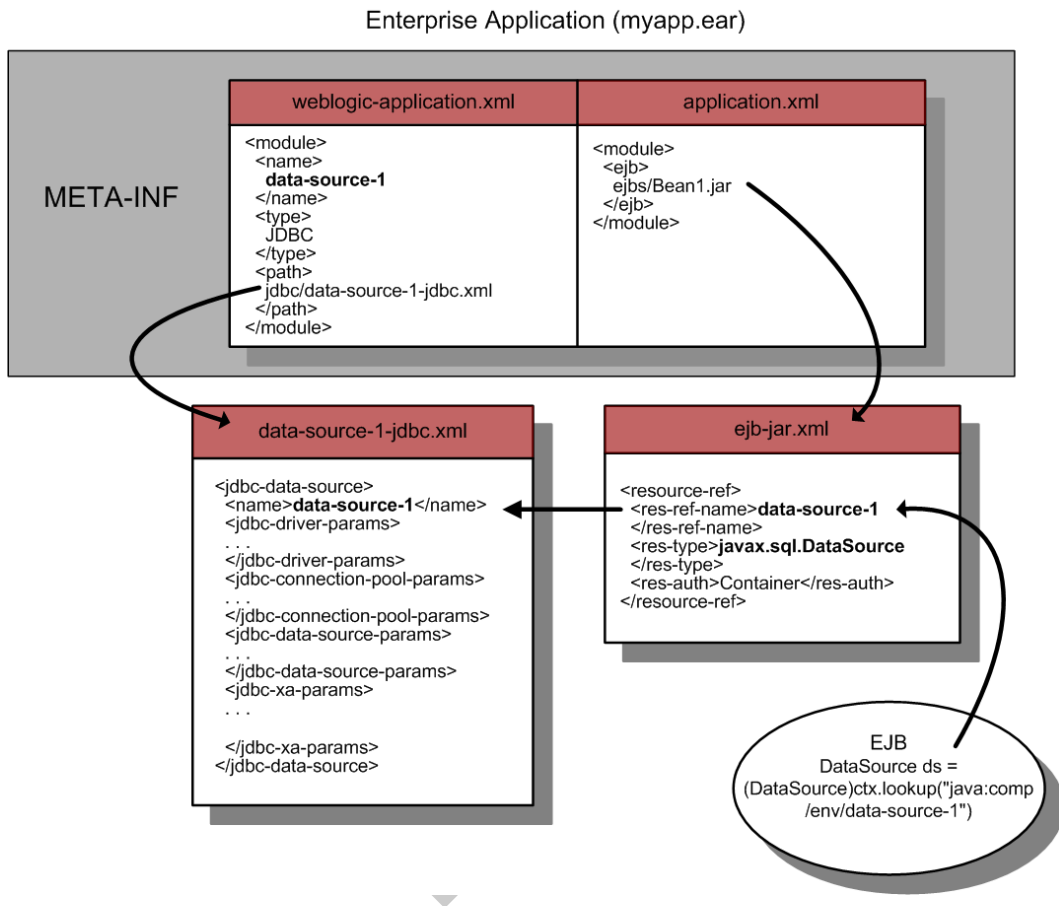 Enterprise Application (myapp.ear)
META-INF
weblogic-application.xml
<module>
<name>
data-source-1
</name>
<type>
JDBC
</type>
<path>
jdbc/data-source-1-jdbc.xml
</path>
</module>
application.xml
<module>
<ejb>
ejbs/Bean1.jar
</ejb>
</module>
data-source-1-jdbc.xml
<jdbc-data-source>
<name>data-source-1</name>
<jdbc-driver-params>
. . .
</jdbc-driver-params>
<jdbc-connection-pool-params>
. . .
</jdbc-connection-pool-params>
<jdbc-data-source-params>
. . .
</jdbc-data-source-params>
<jdbc-xa-params>
. . .
</jdbc-xa-params>
</jdbc-data-source>
ejb-jar.xml
<resource-ref>
<res-ref-name>data-source-1
</res-ref-name>
<res-type>javax.sql.DataSource
</res-type>
<res-auth>Container</res-auth>
</resource-ref>
EJB
DataSource ds =
(DataSource)ctx.lookup("java:comp
/env/data-source-1")